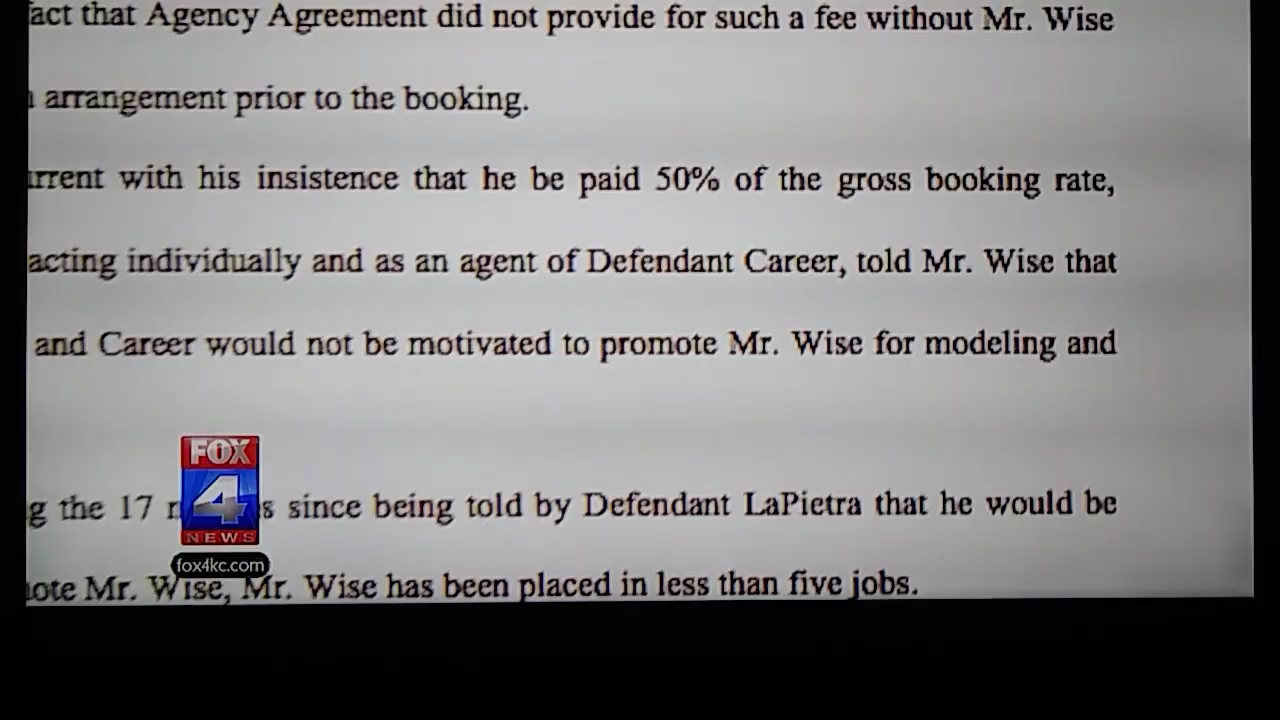 fact that Agency Agreement did not provide for such a fee without Mr. Wise
arrangement prior to the booking.
with his insistence that he be paid 50% of the gross booking rate,
acting individually and as an agent of Defendant Career, told Mr. Wise that
and Career would not be motivated to promote Mr. Wise for modeling and
FOX
4
NEWS
fox4kc.com
the 17 since being told by Defendant LaPietra that he would be
Mr. Wise, Mr. Wise has been placed in less than five jobs.